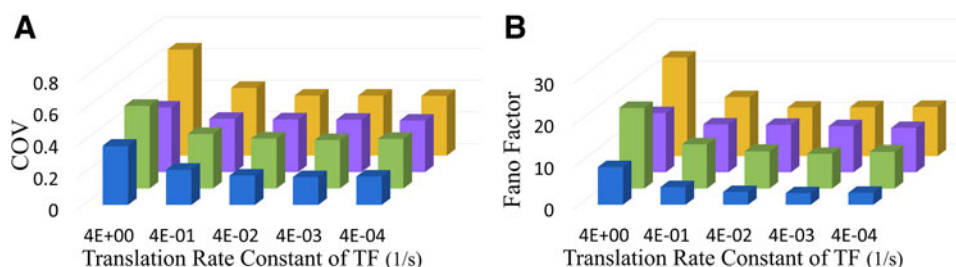 A
COV
0.8
0.6
0.4
0.2
0
4E+00 4E-01 4E-02 4E-03 4E-04
Translation Rate Constant of TF (1/s)
B
Fano Factor
30
20
10
0
4E+00 4E-01 4E-02 4E-03 4E-04
Translation Rate Constant of TF (1/s)